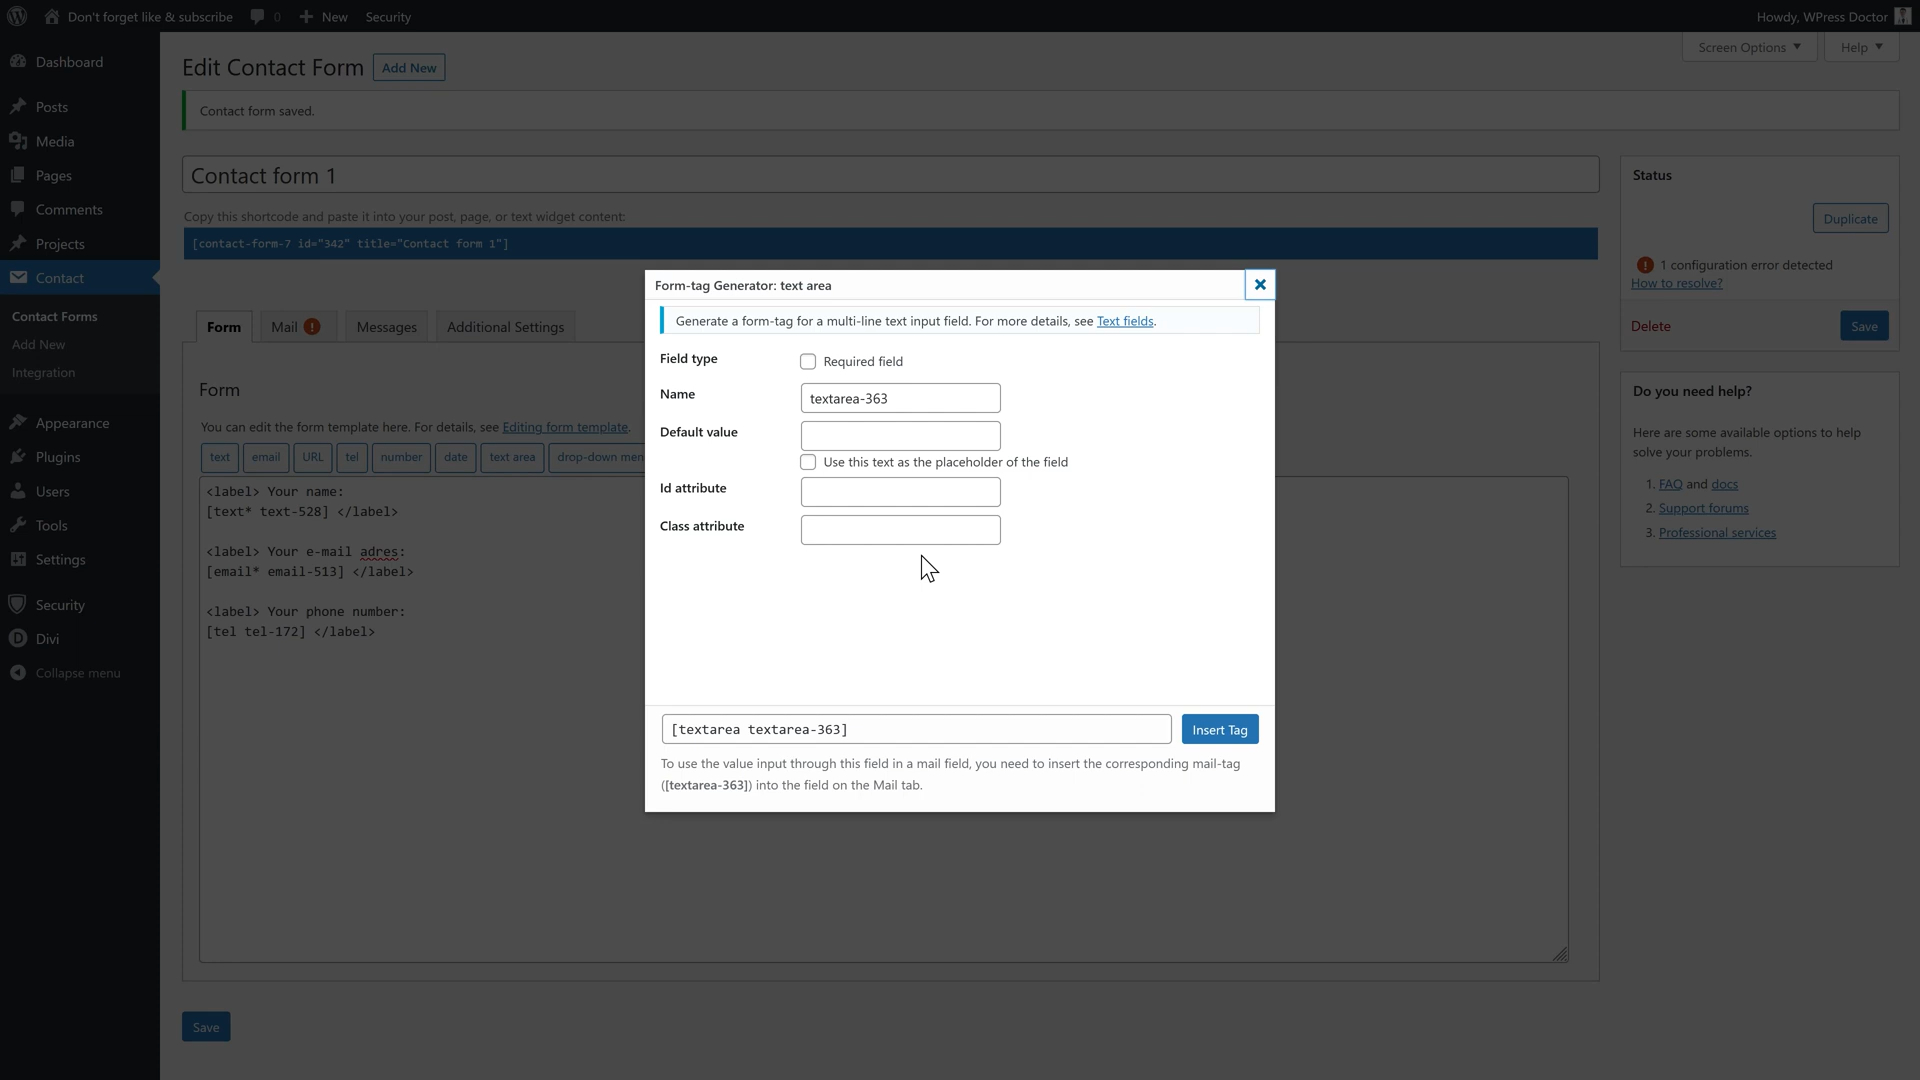 Don't forget like & subscribe
0
New
Security
Howdy, WPress Doctor
Screen Options
Help
Dashboard
Posts
Media
Pages
Comments
Projects
Contact
Contact Forms
Add New
Integration
Appearance
Plugins
Users
Tools
Settings
Security
Divi
Collapse menu
Edit Contact Form
Add New
Contact form saved.
Contact form 1
Copy this shortcode and paste it into your post, page, or text widget content:
[contact-form-7 id="342" title="Contact form 1"]
Form
Mail
Messages
Additional Settings
Form
You can edit the form template here. For details, see Editing form template.
text
email
URL
tel
number
date
text area
drop-down men
<label> Your name:
[text* text-528] </label>
<label> Your e-mail adres:
[email* email-513] </label>
<label> Your phone number:
[tel tel-172] </label>
Save
Form-tag Generator: text area
Generate a form-tag for a multi-line text input field. For more details, see Text fields.
Field type
Required field
Name
textarea-363
Default value
Use this text as the placeholder of the field
Id attribute
Class attribute
[textarea textarea-363]
Insert Tag
To use the value input through this field in a mail field, you need to insert the corresponding mail-tag
([textarea-363]) into the field on the Mail tab.
Status
Duplicate
1 configuration error detected
How to resolve?
Delete
Save
Do you need help?
Here are some available options to help
solve your problems.
1. FAQ and docs
2. Support forums
3. Professional services